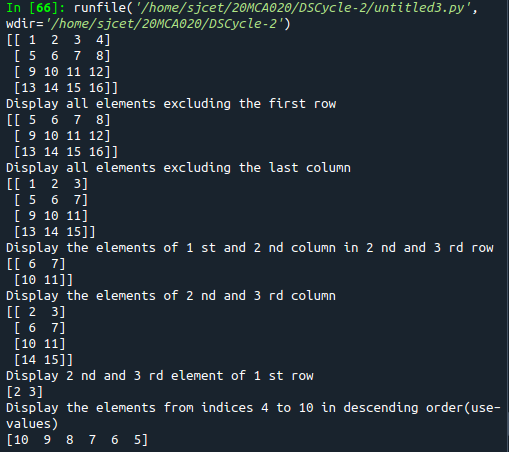 In [66]: runfile('/home/sjcet/20MCA020/DSCycle-2/untitled3.py',
wdir='/home/sjcet/20MCA020/DSCycle-2')
[[ 1  2  3  4]
 [ 5  6  7  8]
 [ 9 10 11 12]
 [13 14 15 16]]
Display all elements excluding the first row
[[ 5  6  7  8]
 [ 9 10 11 12]
 [13 14 15 16]]
Display all elements excluding the last column
[[ 1  2  3]
 [ 5  6  7]
 [ 9 10 11]
 [13 14 15]]
Display the elements of 1 st and 2 nd column in 2 nd and 3 rd row
[[ 6  7]
 [10 11]]
Display the elements of 2 nd and 3 rd column
[[ 2  3]
 [ 6  7]
 [10 11]
 [14 15]]
Display 2 nd and 3 rd element of 1 st row
[2 3]
Display the elements from indices 4 to 10 in descending order(use-
values)
[10  9  8  7  6  5]